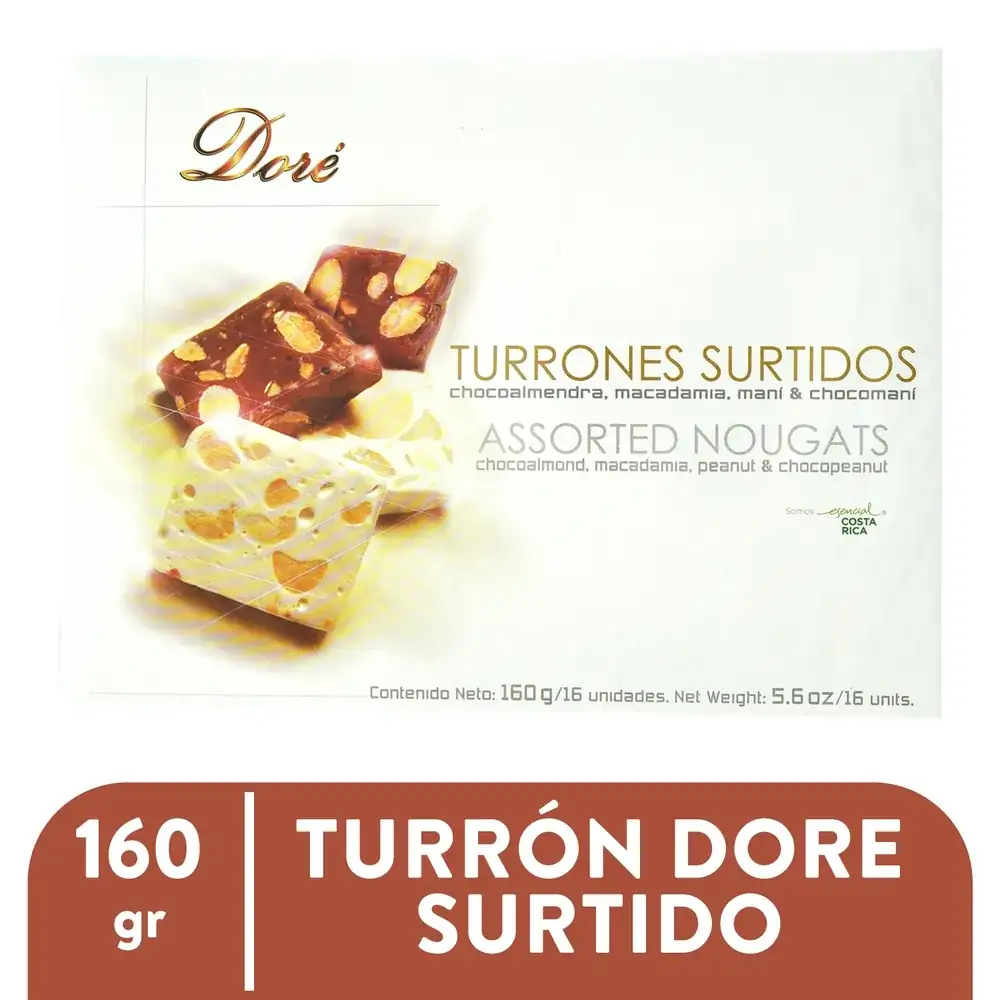 Doré
TURRONES SURTIDOS
chocoalmendra, macadamia, maní & chocomaní
ASSORTED NOUGATS
chocoalmond, macadamia, peanut & chocopeanut
Somos esencial
COSTA
RICA
Contenido Neto: 160 g/16 unidades. Net Weight: 5.6 oz/16 units.
160
gr
TURRÓN DORE
SURTIDO